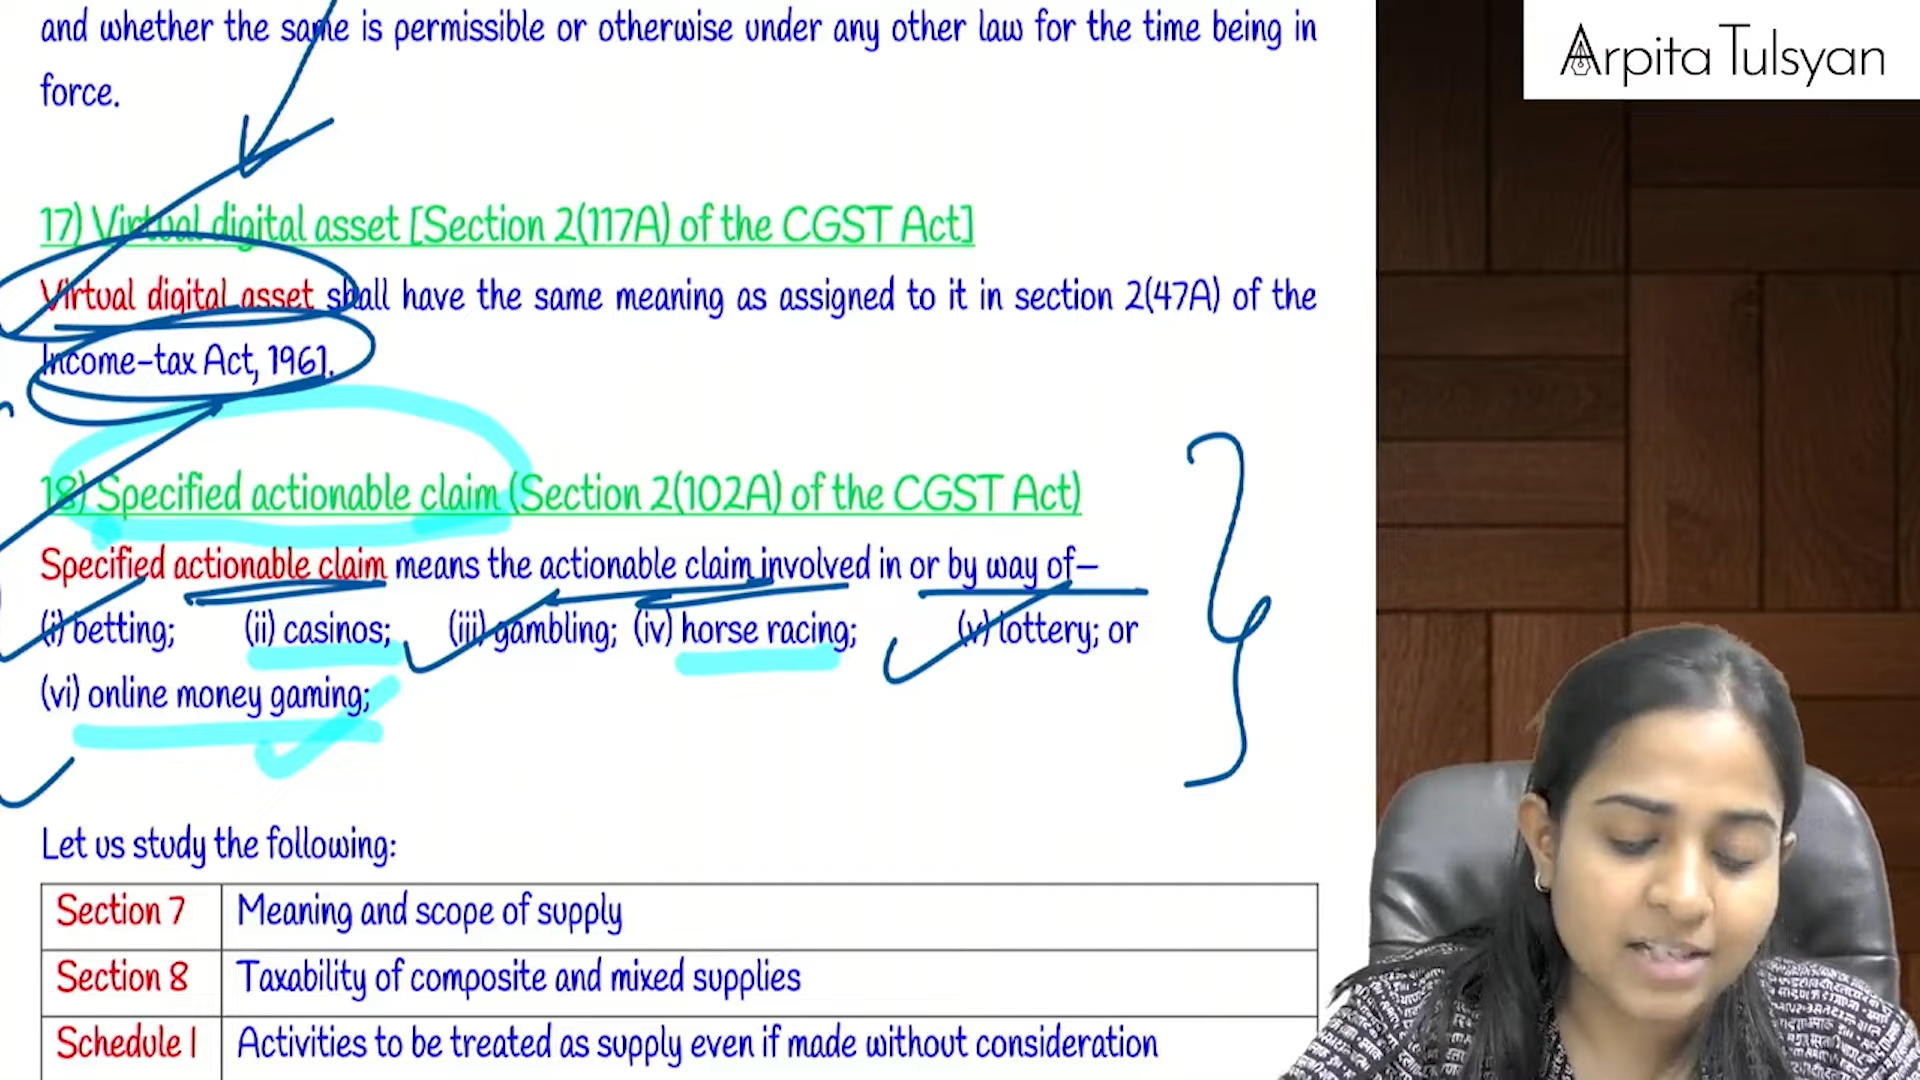 and whether the same is permissible or otherwise under any other law for the time being in
force.
Arpita Tulsyan
17) Virtual digital asset [Section 2(117A) of the CGST Act]
Virtual digital asset shall have the same meaning as assigned to it in section 2(47A) of the
Income-tax Act, 1961.
18) Specified actionable claim (Section 2(102A) of the CGST Act)
Specified actionable claim means the actionable claim involved in or by way of—
(i) betting; (ii) casinos; (iii) gambling; (iv) horse racing; (v) lottery; or
(vi) online money gaming;
Let us study the following:
Section 7 Meaning and scope of supply
Section 8 Taxability of composite and mixed supplies
Schedule I Activities to be treated as supply even if made without consideration